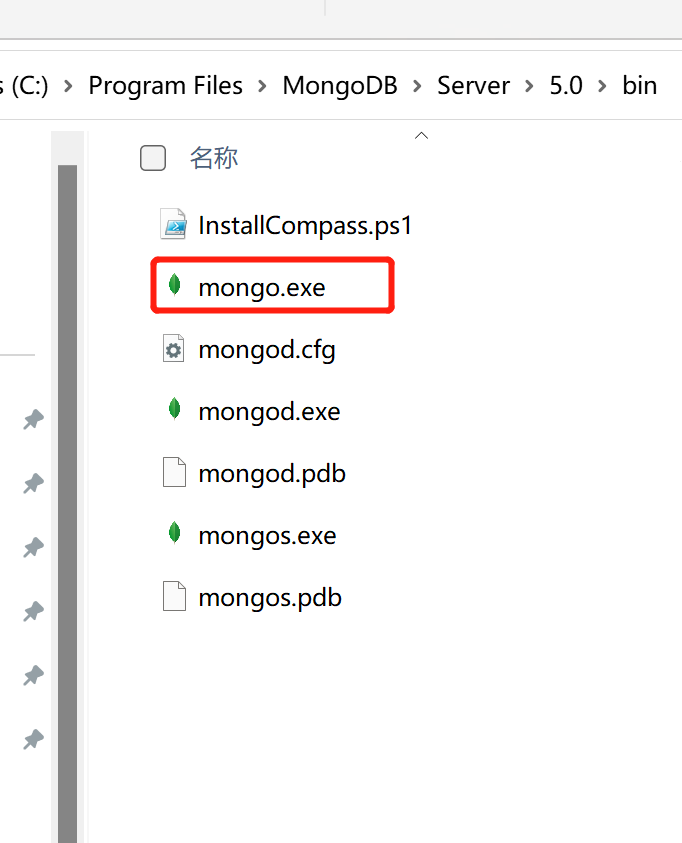 s (C:) > Program Files > MongoDB > Server > 5.0 > bin
名称
InstallCompass.ps1
mongo.exe
mongod.cfg
mongod.exe
mongod.pdb
mongos.exe
mongos.pdb